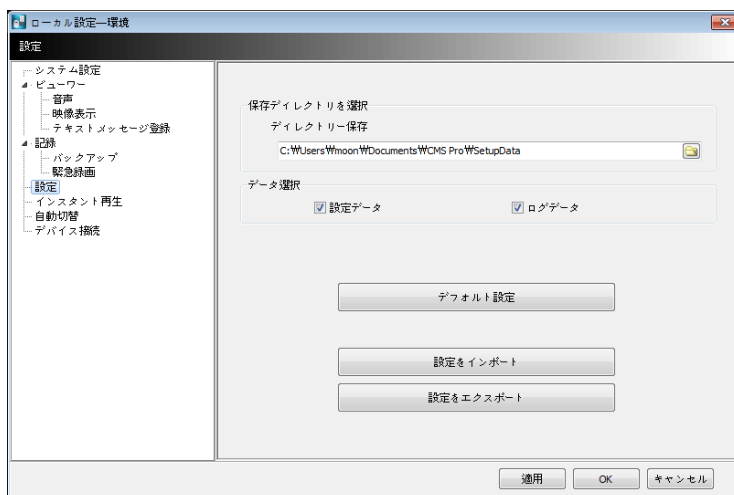 ローカル設定―環境
設定
システム設定
ビューワー
音声
映像表示
テキストメッセージ登録
記録
バックアップ
緊急録画
設定
インスタント再生
自動切替
デバイス接続
保存ディレクトリを選択
ディレクトリー保存
C:₩Users₩moon₩Documents₩CMS Pro₩SetupData
データ選択
設定データ
ログデータ
デフォルト設定
設定をインポート
設定をエクスポート
適用
OK
キャンセル